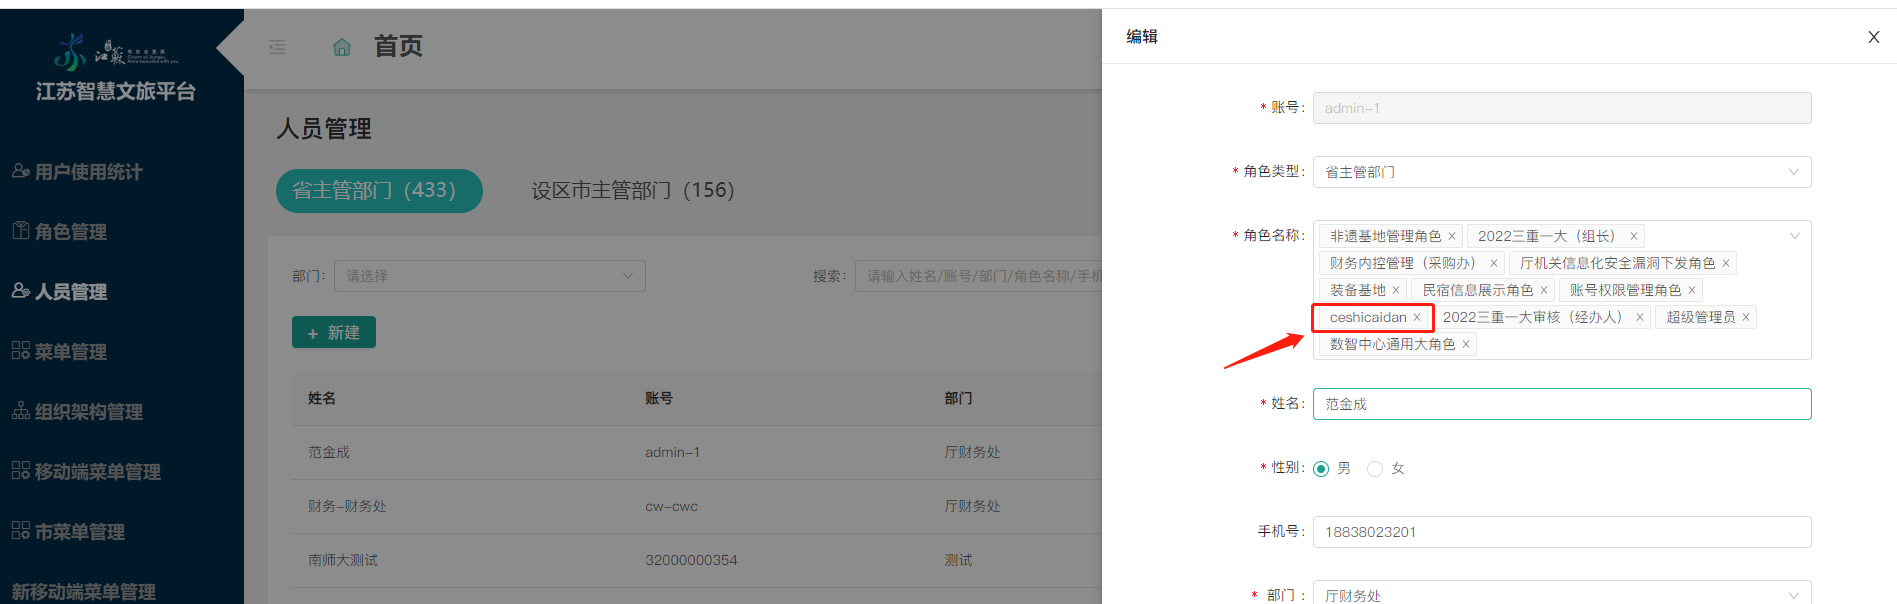 江苏
Charm of Jiangsu
More beautiful with you
江苏智慧文旅平台
用户使用统计
角色管理
人员管理
菜单管理
组织架构管理
移动端菜单管理
市菜单管理
新移动端菜单管理
首页
人员管理
省主管部门（433） 设区市主管部门（156）
部门: 请选择 搜索: 请输入姓名/账号/部门/角色名称/手机
+ 新建
姓名 账号 部门
范金成 admin-1 厅财务处
财务-财务处 cw-cwc 厅财务处
南师大测试 32000000354 测试
编辑 X
* 账号: admin-1
* 角色类型: 省主管部门
* 角色名称: 非遗基地管理角色 × 2022三重一大（组长） ×
财务内控管理（采购办） × 厅机关信息化安全漏洞下发角色 ×
装备基地 × 民宿信息展示角色 × 账号权限管理角色 ×
ceshicaidan × 2022三重一大审核（经办人） × 超级管理员 ×
数智中心通用大角色 ×
* 姓名: 范金成
* 性别: 男 女
手机号: 18838023201
* 部门: 厅财务处